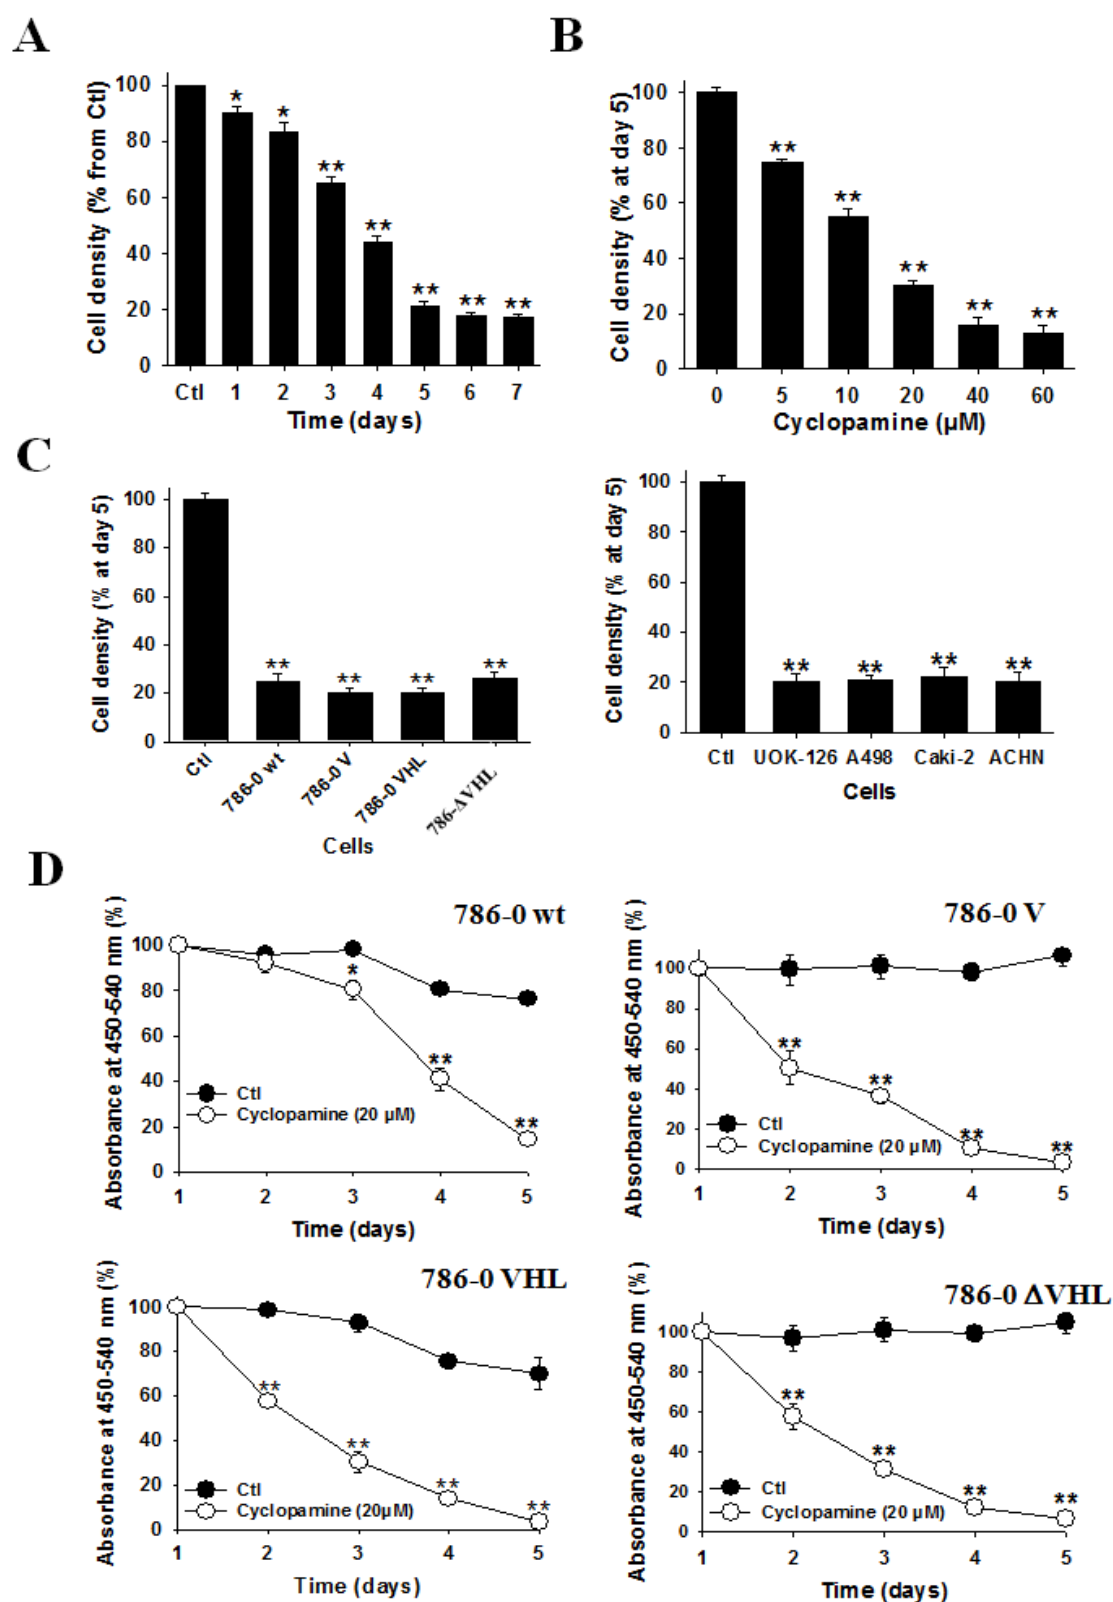 A
Cell density (% from Ctl)
100
80
60
40
20
0
* * ** ** ** ** **
Ctl 1 2 3 4 5 6 7
Time (days)
B
Cell density (% at day 5)
100
80
60
40
20
0
** ** ** ** **
0 5 10 20 40 60
Cyclopamine (µM)
C
Cell density (% at day 5)
100
80
60
40
20
0
** ** ** **
Ctl 786-0 wt 786-0 V 786-0 VHL 786-ΔVHL
Cells
Cell density (% at day 5)
100
80
60
40
20
0
** ** ** **
Ctl UOK-126 A498 Caki-2 ACHN
Cells
D
786-0 wt
Absorbance at 450-540 nm (%)
100
80
60
40
20
0
* ** **
Ctl
Cyclopamine (20 µM)
1 2 3 4 5
Time (days)
786-0 V
Absorbance at 450-540 nm (%)
100
80
60
40
20
0
** ** ** **
Ctl
Cyclopamine (20 µM)
1 2 3 4 5
Time (days)
786-0 VHL
Absorbance at 450-540 nm (%)
100
80
60
40
20
0
** ** ** **
Ctl
Cyclopamine (20µM)
1 2 3 4 5
Time (days)
786-0 ΔVHL
Absorbance at 450-540 nm (%)
100
80
60
40
20
0
** ** ** **
Ctl
Cyclopamine (20 µM)
1 2 3 4 5
Time (days)